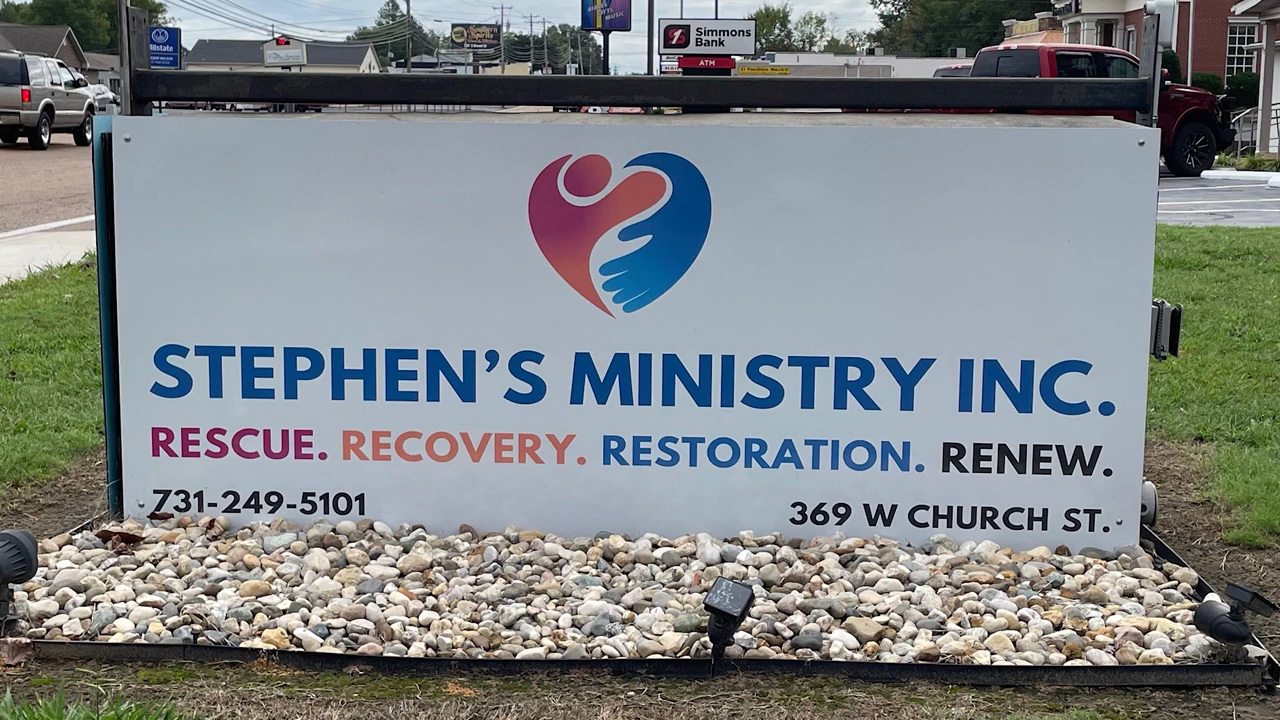 Allstate
Simmons
Bank
ATM
STEPHEN'S MINISTRY INC.
RESCUE. RECOVERY. RESTORATION. RENEW.
731-249-5101
369 W CHURCH ST.